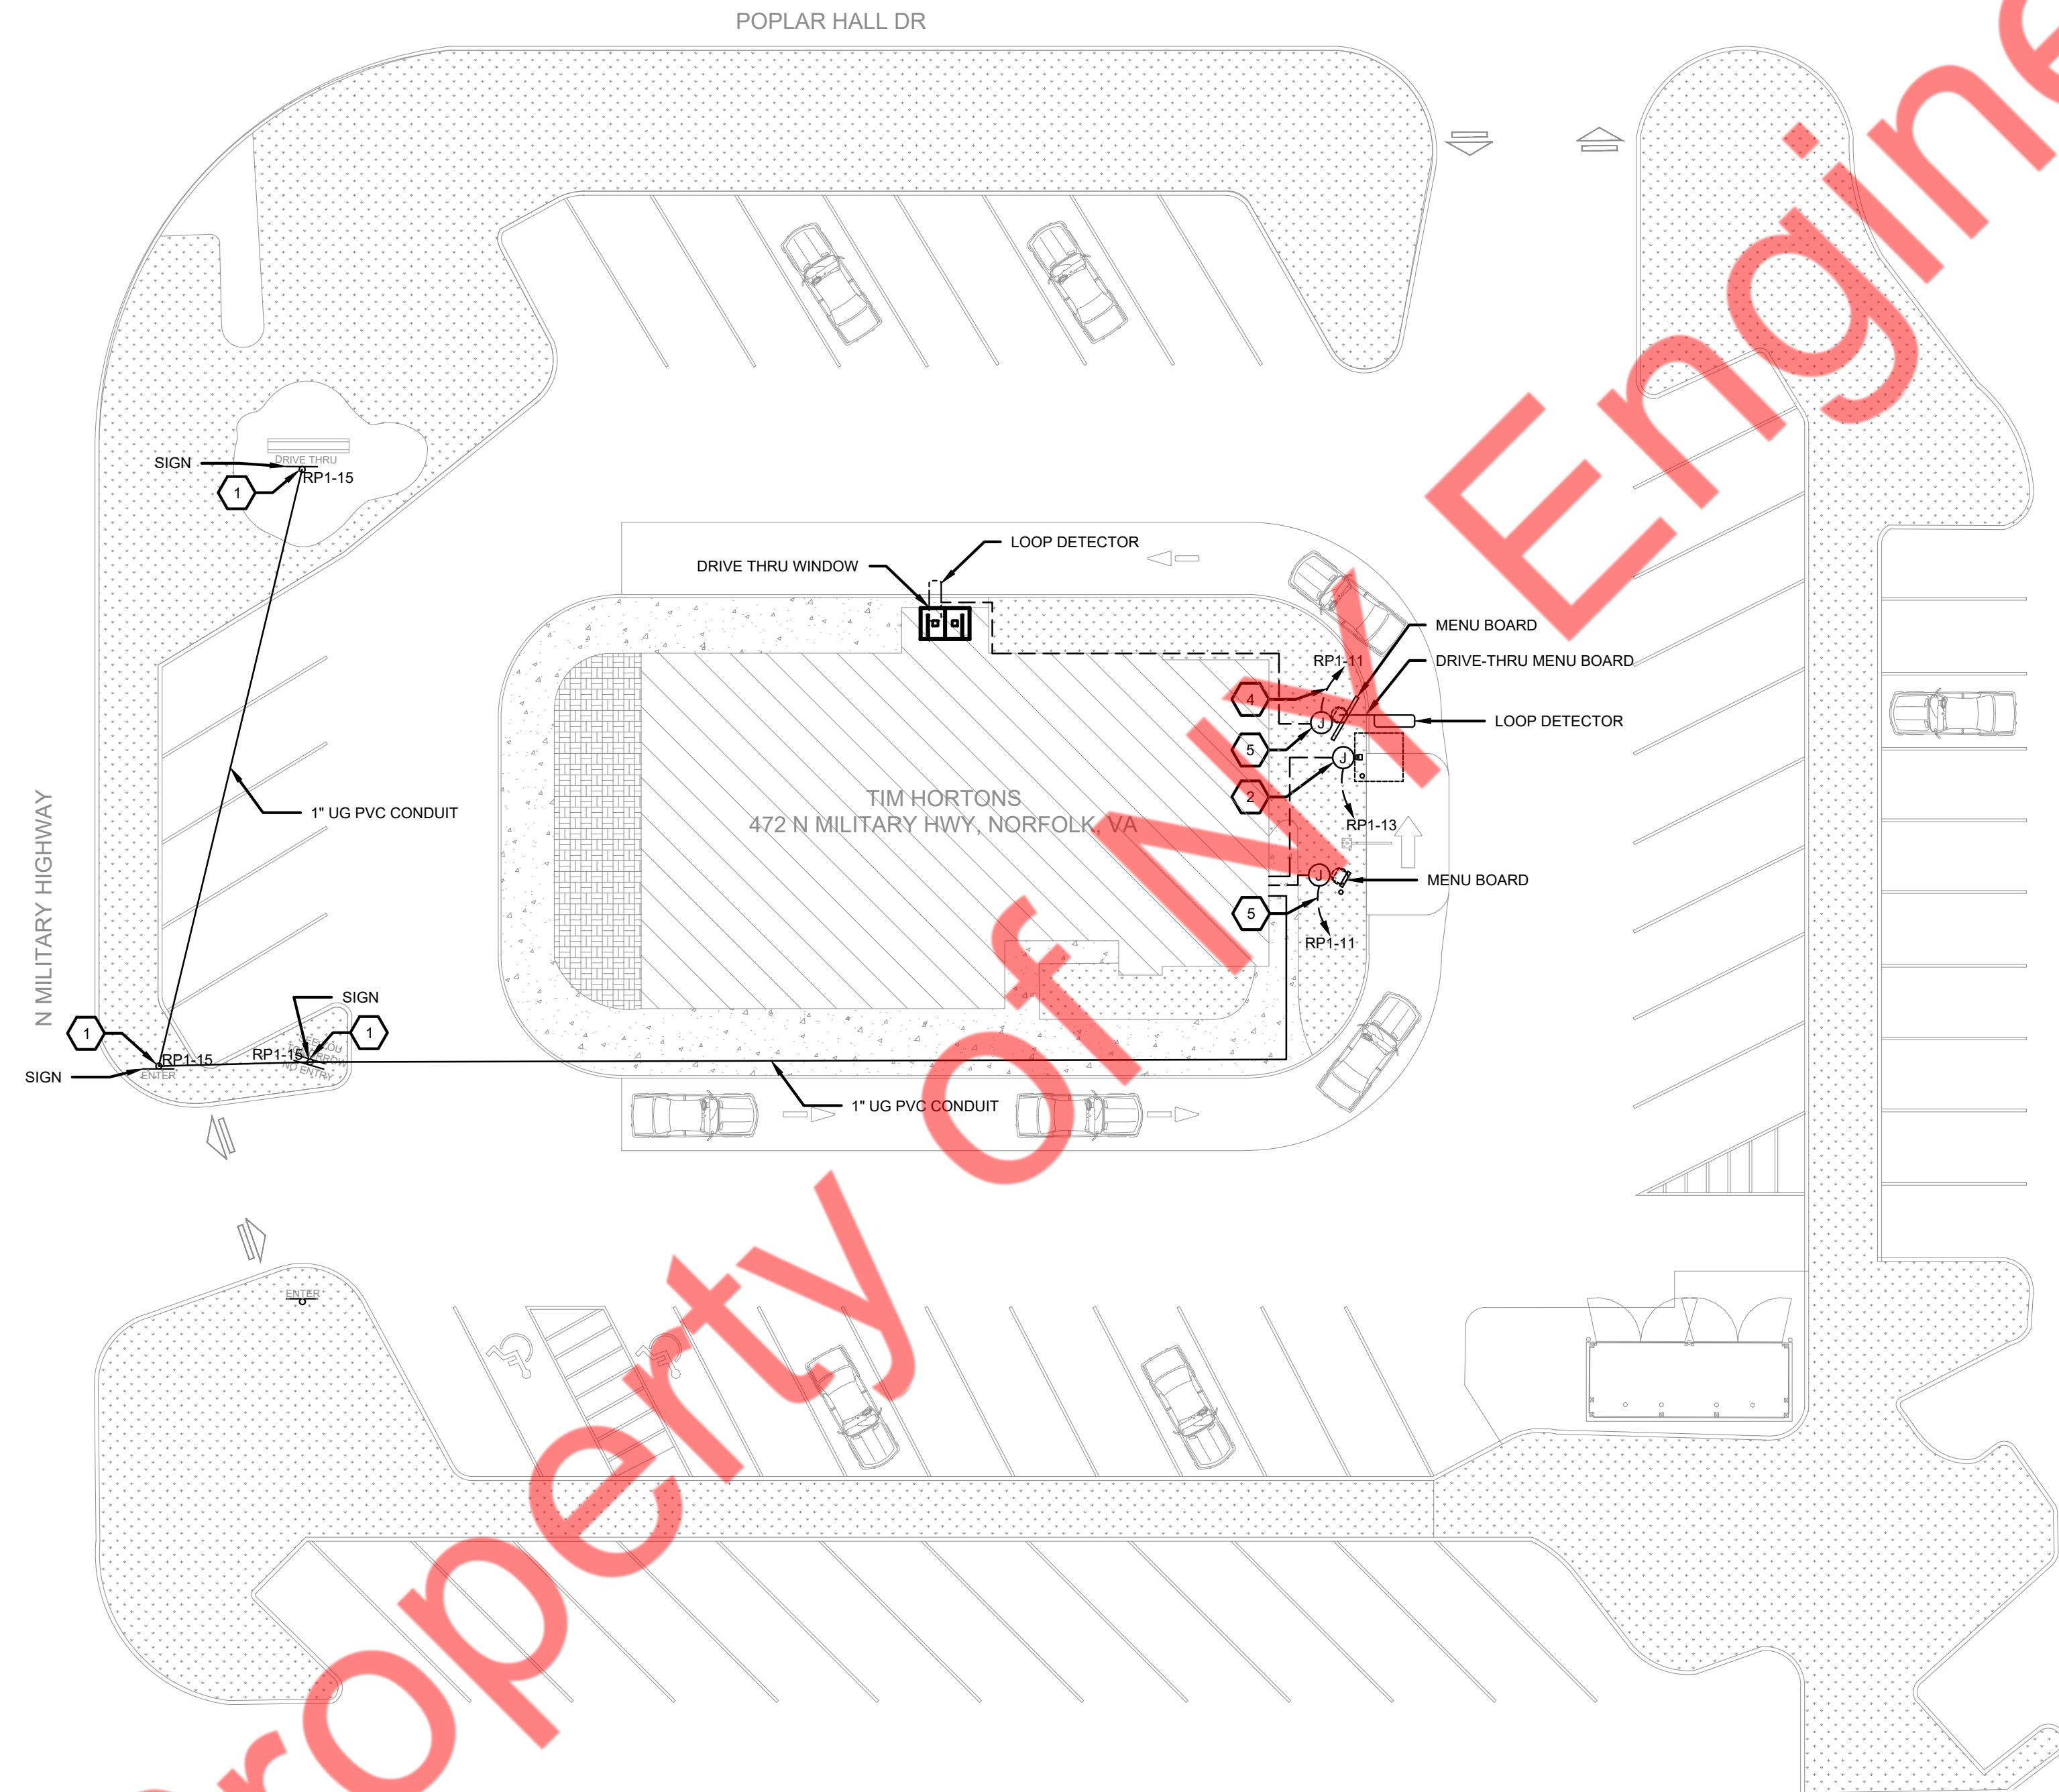 POPLAR HALL DR
SIGN
DRIVE THRU
RP1-15
1
LOOP DETECTOR
DRIVE THRU WINDOW
MENU BOARD
RP1-11
DRIVE-THRU MENU BOARD
4
LOOP DETECTOR
5
2
TIM HORTONS
472 N MILITARY HWY, NORFOLK, VA
RP1-13
1" UG PVC CONDUIT
N MILITARY HIGHWAY
MENU BOARD
5
RP1-11
SIGN
1
1
RP1-15
RP1-15
NO ENTRY
SIGN
ENTER
1" UG PVC CONDUIT
ENTER
J
J
J
Property of NY Engine